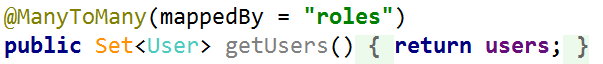 @ManyToMany(mappedBy = "roles")
public Set<User> getUsers() { return users; }